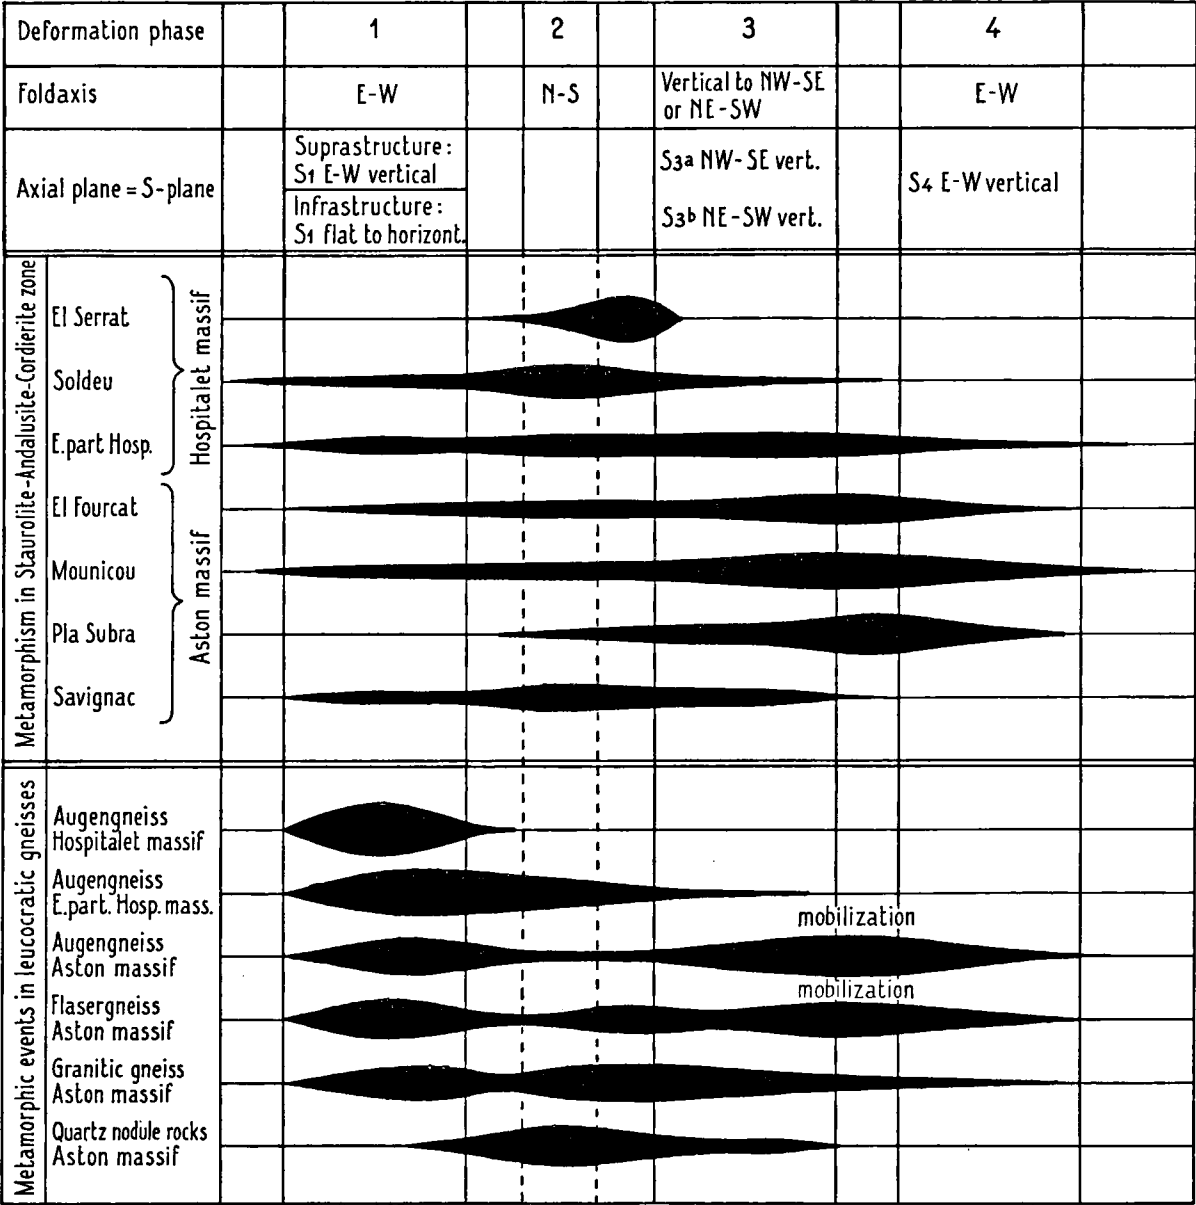 Deformation phase 1 2 3 4
Foldaxis E-W N-S Vertical to NW-SE or NE-SW E-W
Axial plane = S-plane
Suprastructure:
S1 E-W vertical
Infrastructure:
S1 flat to horizont.
S3a NW-SE vert.
S3b NE-SW vert.
S4 E-W vertical
Metamorphism in Staurolite-Andalusite-Cordierite zone
Hospitalet massif
El Serrat
Soldeu
E.part Hosp.
Aston massif
El Fourcat
Mounicou
Pla Subra
Savignac
Metamorphic events in leucocratic gneisses
Augengneiss
Hospitalet massif
Augengneiss
E.part. Hosp. mass.
mobilization
Augengneiss
Aston massif
mobilization
Flasergneiss
Aston massif
Granitic gneiss
Aston massif
Quartz nodule rocks
Aston massif